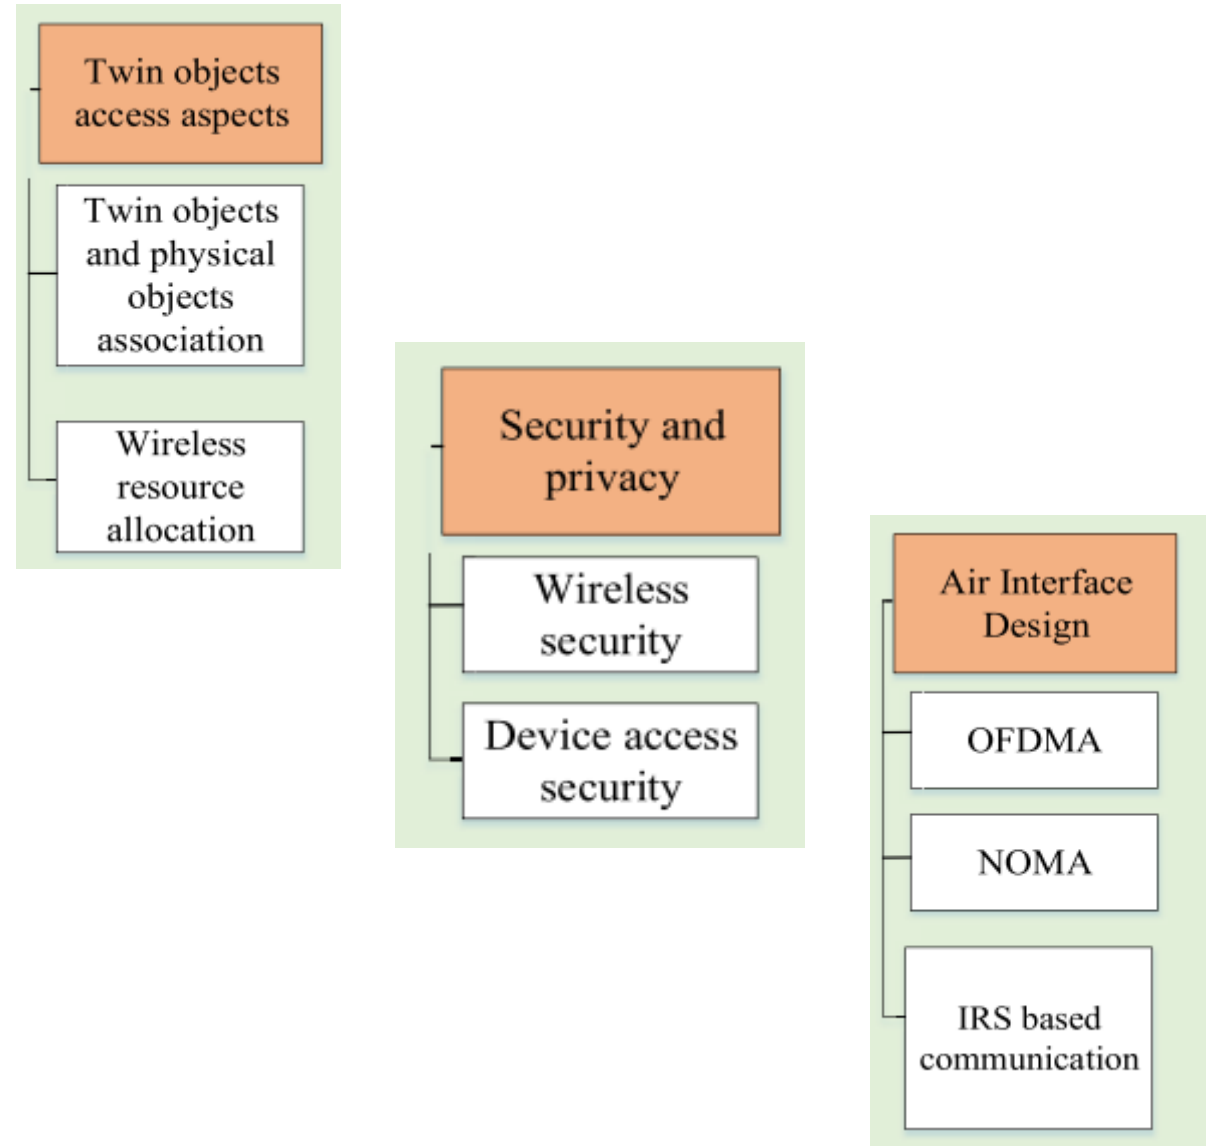 Twin objects
access aspects
Twin objects
and physical
objects
association
Wireless
resource
allocation
Security and
privacy
Wireless
security
Device access
security
Air Interface
Design
OFDMA
NOMA
IRS based
communication